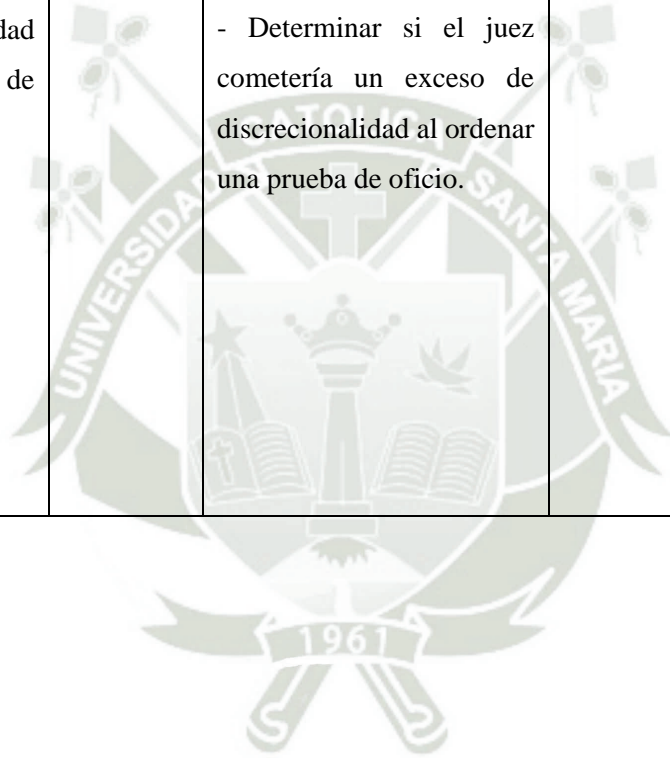 dad
de
- Determinar si el juez
cometería un exceso de
discrecionalidad al ordenar
una prueba de oficio.
UNIVERSIDAD CATOLICA SANTA MARIA
1961